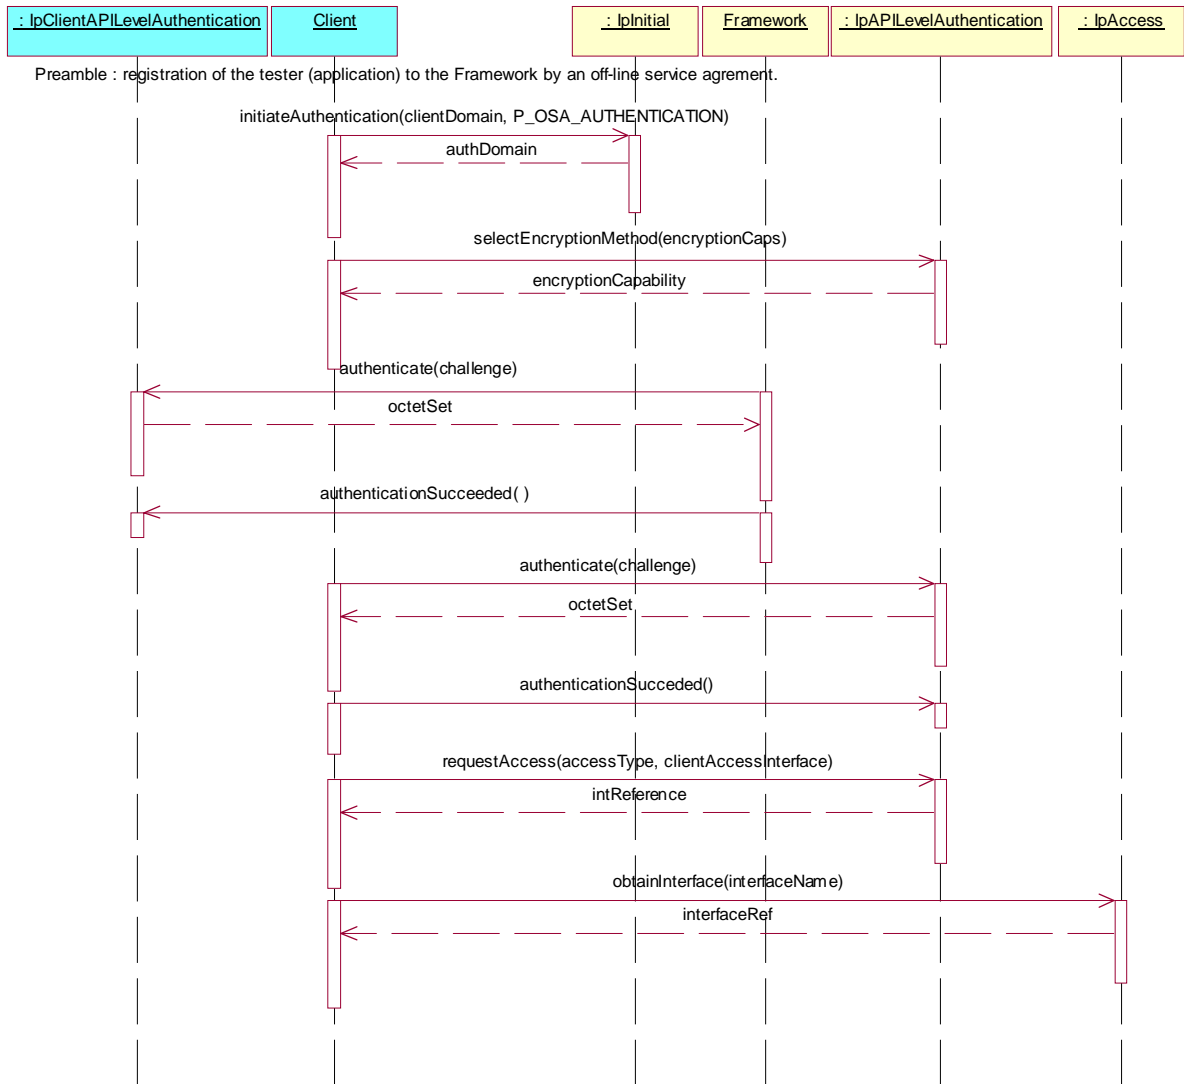 : IpClientAPILevelAuthentication
Client
: IpInitial
Framework
: IpAPILevelAuthentication
: IpAccess
Preamble : registration of the tester (application) to the Framework by an off-line service agrement.
initiateAuthentication(clientDomain, P_OSA_AUTHENTICATION)
authDomain
selectEncryptionMethod(encryptionCaps)
encryptionCapability
authenticate(challenge)
octetSet
authenticationSucceeded( )
authenticate(challenge)
octetSet
authenticationSucceded()
requestAccess(accessType, clientAccessInterface)
intReference
obtainInterface(interfaceName)
interfaceRef